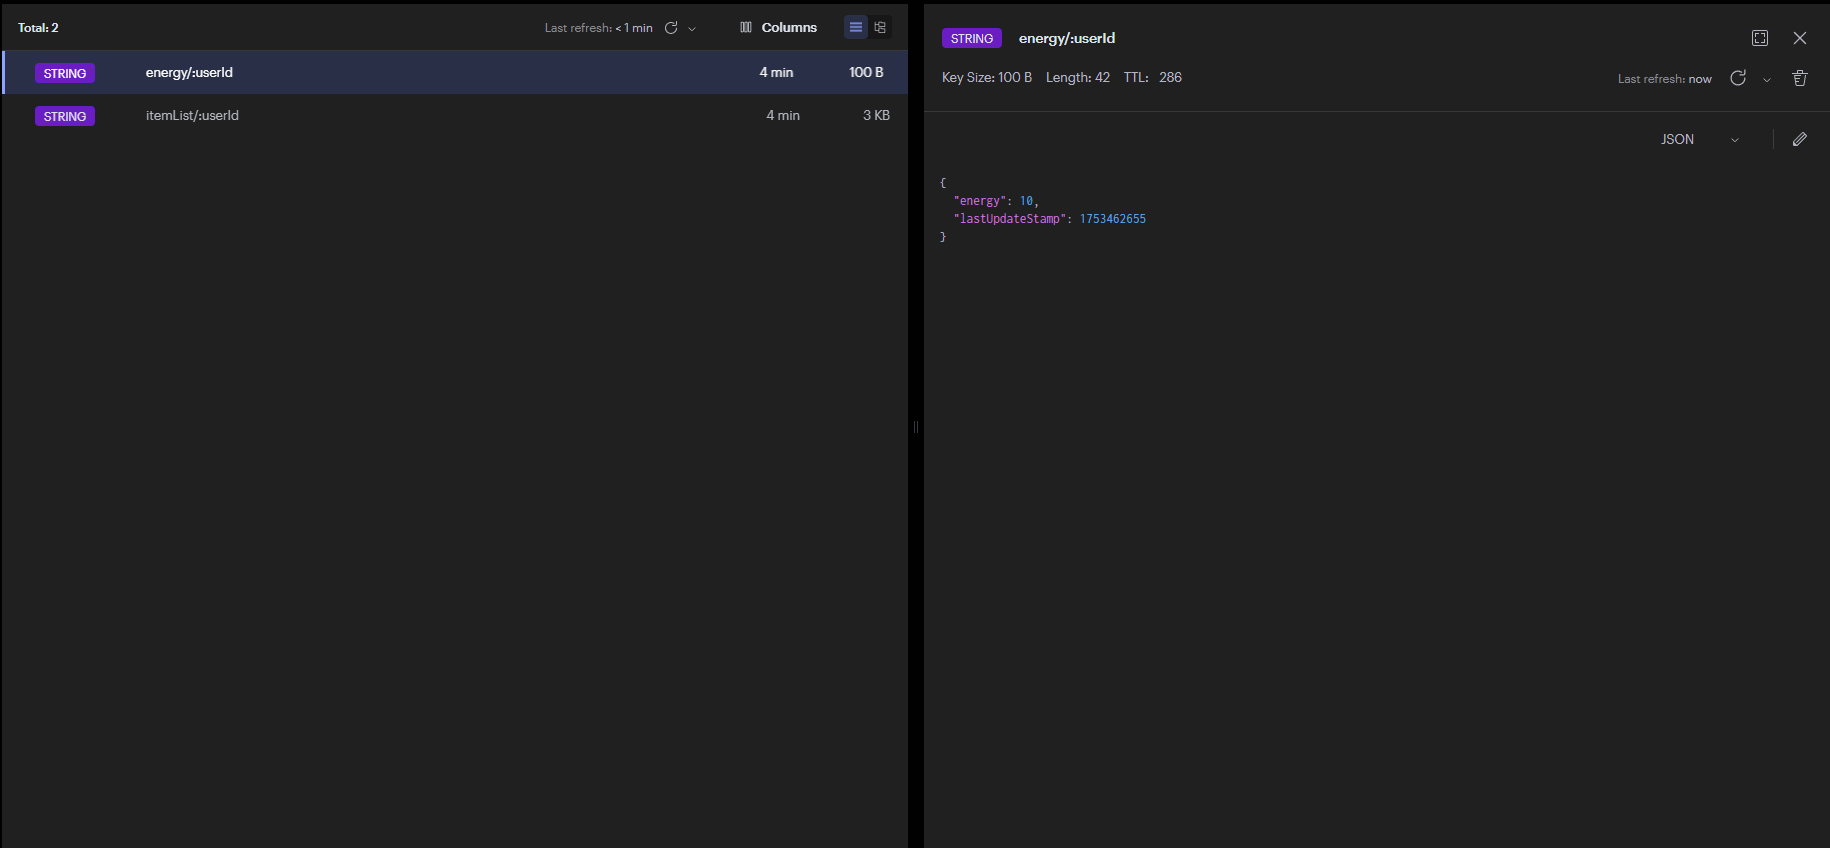 Total: 2
Last refresh: < 1 min
Columns
STRING energy/:userId 4 min 100 B
STRING itemList/:userId 4 min 3 KB
STRING energy/:userId
Key Size: 100 B Length: 42 TTL: 286
Last refresh: now
JSON
{
"energy": 10,
"lastUpdateStamp": 1753462655
}